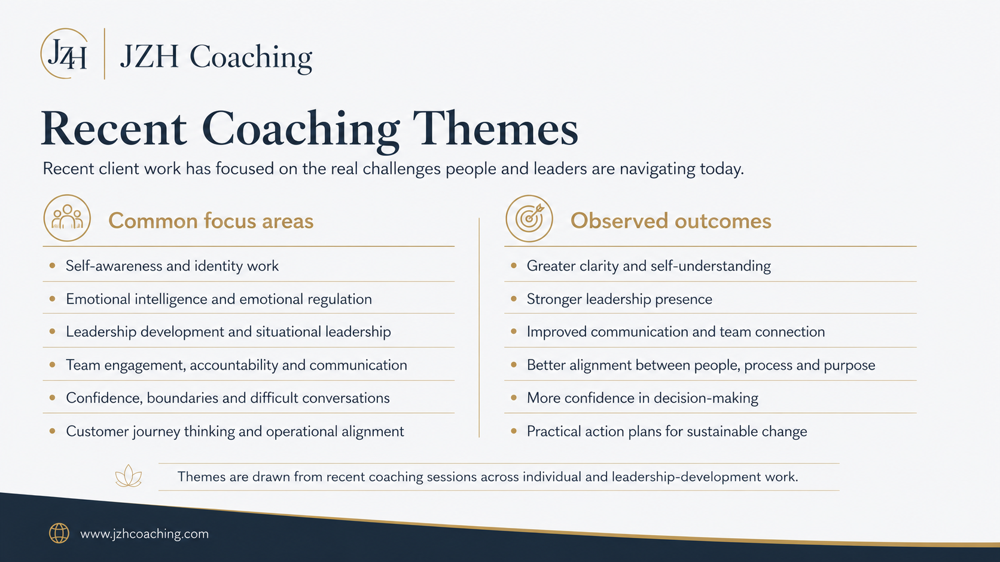 JZH
JZH Coaching
Recent Coaching Themes
Recent client work has focused on the real challenges people and leaders are navigating today.
Common focus areas
Self-awareness and identity work
Emotional intelligence and emotional regulation
Leadership development and situational leadership
Team engagement, accountability and communication
Confidence, boundaries and difficult conversations
Customer journey thinking and operational alignment
Observed outcomes
Greater clarity and self-understanding
Stronger leadership presence
Improved communication and team connection
Better alignment between people, process and purpose
More confidence in decision-making
Practical action plans for sustainable change
Themes are drawn from recent coaching sessions across individual and leadership-development work.
www.jzhcoaching.com